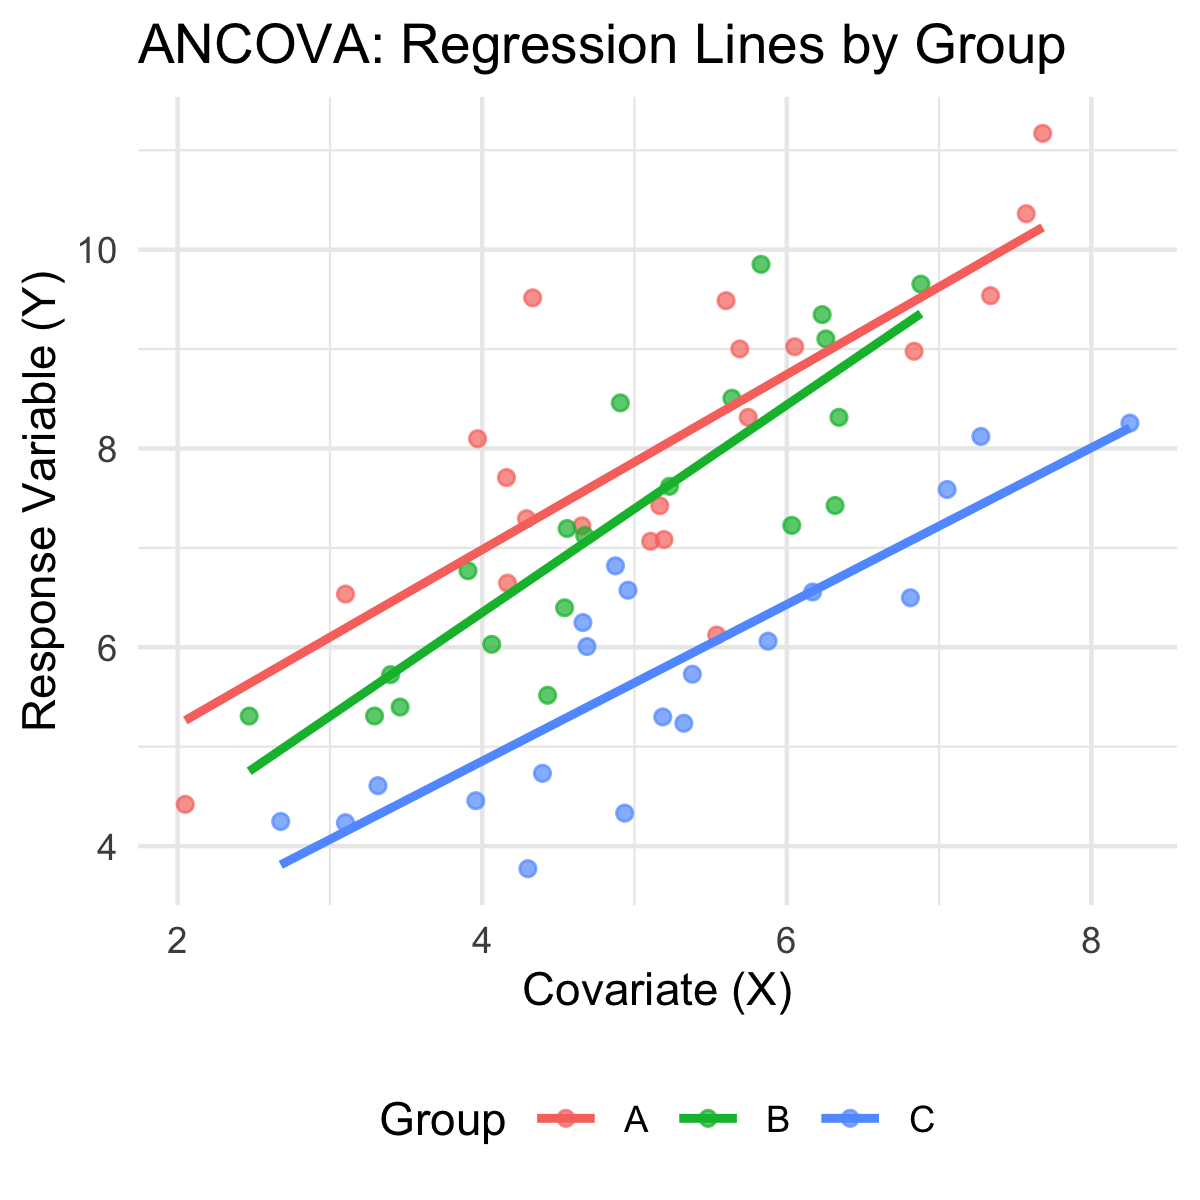 ANCOVA: Regression Lines by Group
Response Variable (Y)
10
8
6
4
2 4 6 8
Covariate (X)
Group A B C